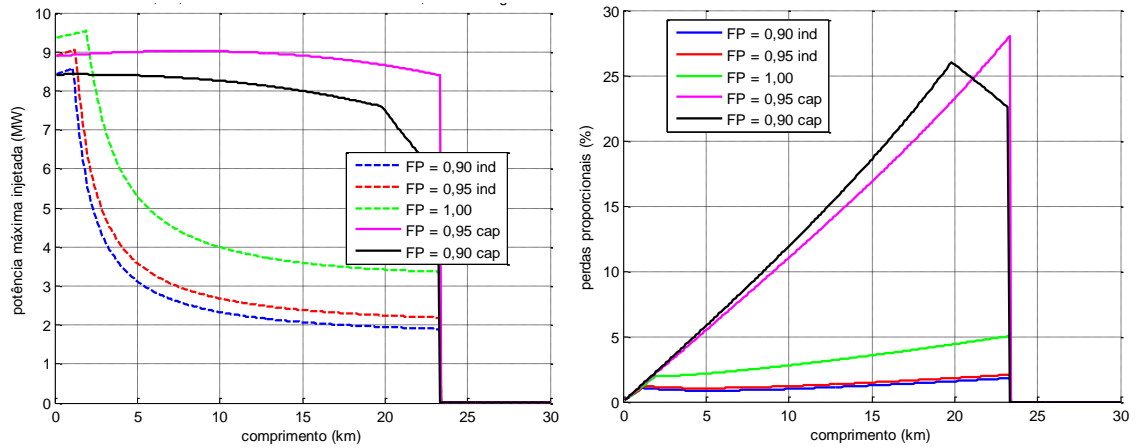 10
9
8
7
6
5
4
3
2
1
0
potência máxima injetada (MW)
FP = 0,90 ind
FP = 0,95 ind
FP = 1,00
FP = 0,95 cap
FP = 0,90 cap
0 5 10 15 20 25 30
comprimento (km)
30
25
20
15
10
5
0
perdas proporcionais (%)
FP = 0,90 ind
FP = 0,95 ind
FP = 1,00
FP = 0,95 cap
FP = 0,90 cap
0 5 10 15 20 25 30
comprimento (km)